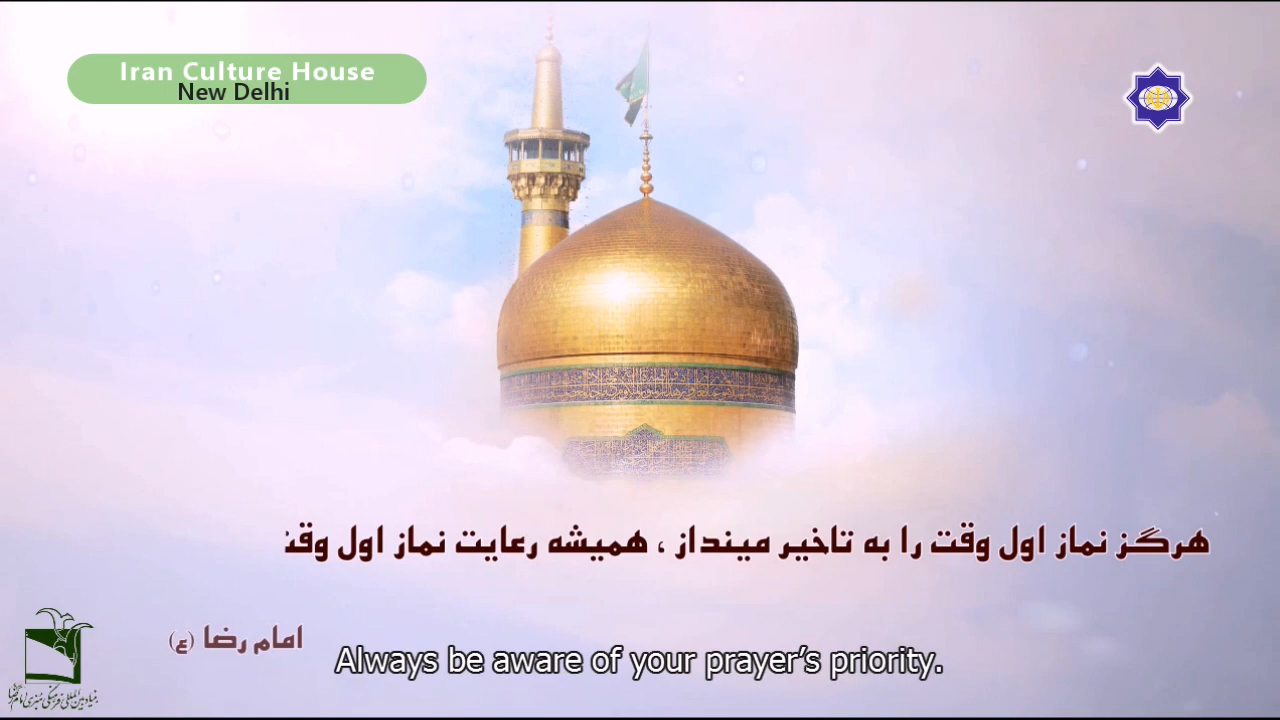 Iran Culture House
New Delhi
هرگز نماز اول وقت را به تاخیر مینداز ، همیشه رعایت نماز اول وقت
امام رضا (ع)
Always be aware of your prayer’s priority.